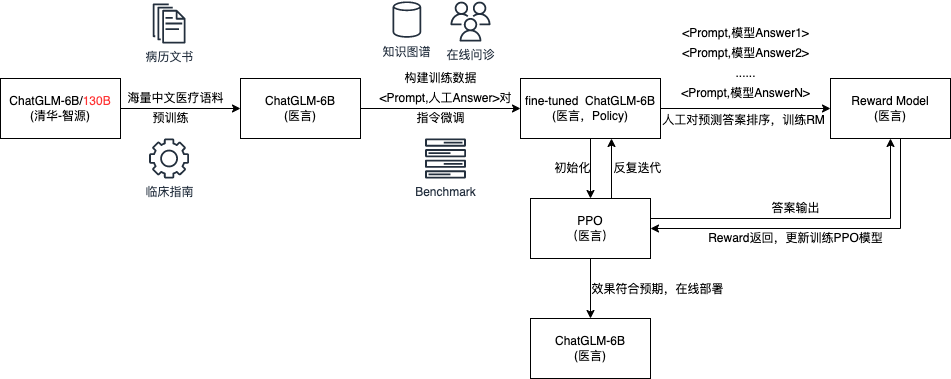 病历文书
知识图谱
在线问诊
<Prompt,模型Answer1>
<Prompt,模型Answer2>
......
<Prompt,模型AnswerN>
ChatGLM-6B/130B
(清华-智源)
海量中文医疗语料
预训练
ChatGLM-6B
(医言)
构建训练数据
<Prompt,人工Answer>对
指令微调
fine-tuned ChatGLM-6B
(医言，Policy)
人工对预测答案排序，训练RM
Reward Model
(医言)
临床指南
Benchmark
初始化
反复迭代
PPO
(医言)
答案输出
Reward返回，更新训练PPO模型
效果符合预期，在线部署
ChatGLM-6B
(医言)